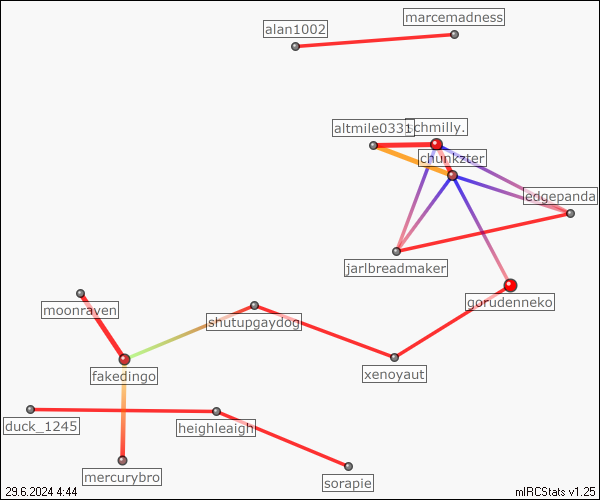 marcemadness
alan1002
altmile0331
schmilly.
chunkzter
edgepanda
jarlbreadmaker
gorudenneko
moonraven
shutupgaydog
fakedingo
xenoyaut
duck_1245
heighleaigh
mercurybro
sorapie
29.6.2024 4:44
mIRCStats v1.25